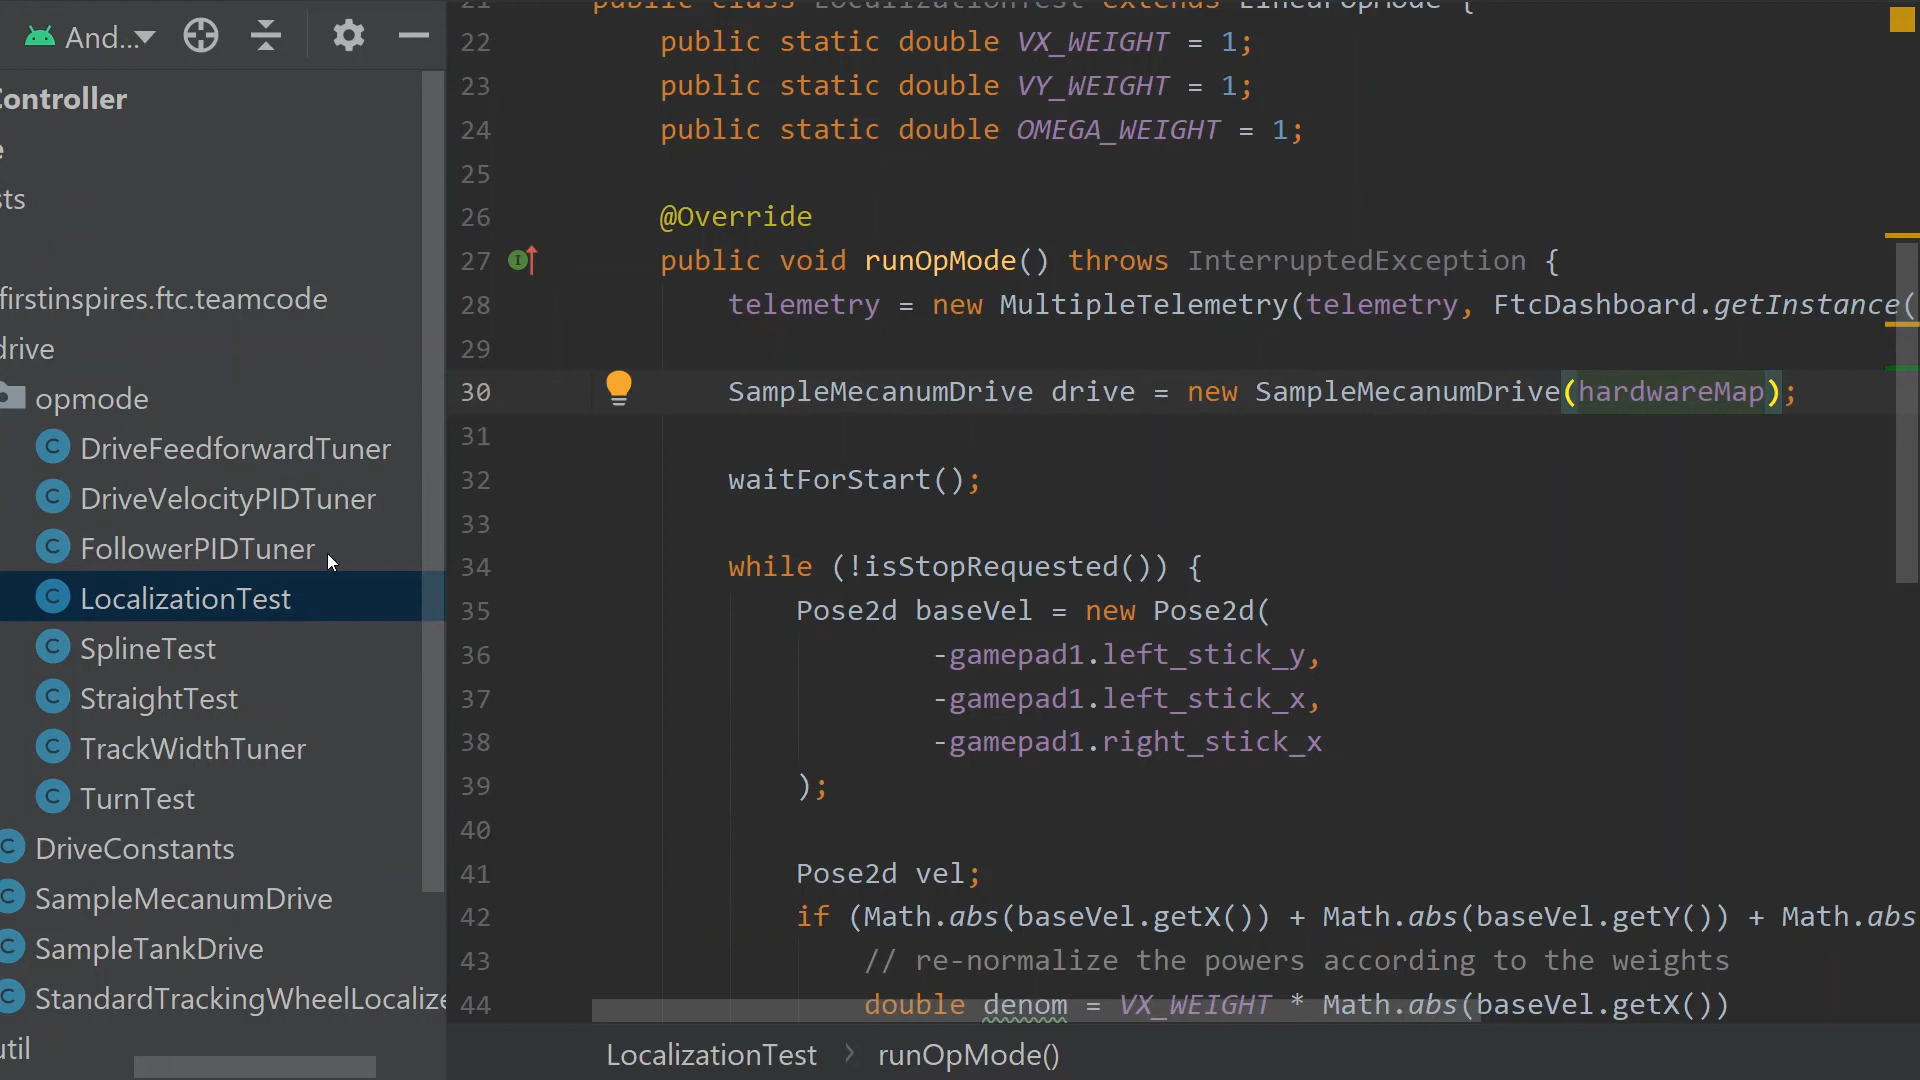 And...
Controller
e
sts
firstinspires.ftc.teamcode
drive
opmode
DriveFeedforwardTuner
DriveVelocityPIDTuner
FollowerPIDTuner
LocalizationTest
SplineTest
StraightTest
TrackWidthTuner
TurnTest
DriveConstants
SampleMecanumDrive
SampleTankDrive
StandardTrackingWheelLocalize
util
21 public class LocalizationTest extends LinearOpMode {
22 public static double VX_WEIGHT = 1;
23 public static double VY_WEIGHT = 1;
24 public static double OMEGA_WEIGHT = 1;
25
26 @Override
27 public void runOpMode() throws InterruptedException {
28 telemetry = new MultipleTelemetry(telemetry, FtcDashboard.getInstance(
29
30 SampleMecanumDrive drive = new SampleMecanumDrive(hardwareMap);
31
32 waitForStart();
33
34 while (!isStopRequested()) {
35 Pose2d baseVel = new Pose2d(
36 -gamepad1.left_stick_y,
37 -gamepad1.left_stick_x,
38 -gamepad1.right_stick_x
39 );
40
41 Pose2d vel;
42 if (Math.abs(baseVel.getX()) + Math.abs(baseVel.getY()) + Math.abs
43 // re-normalize the powers according to the weights
44 double denom = VX_WEIGHT * Math.abs(baseVel.getX())
LocalizationTest > runOpMode()